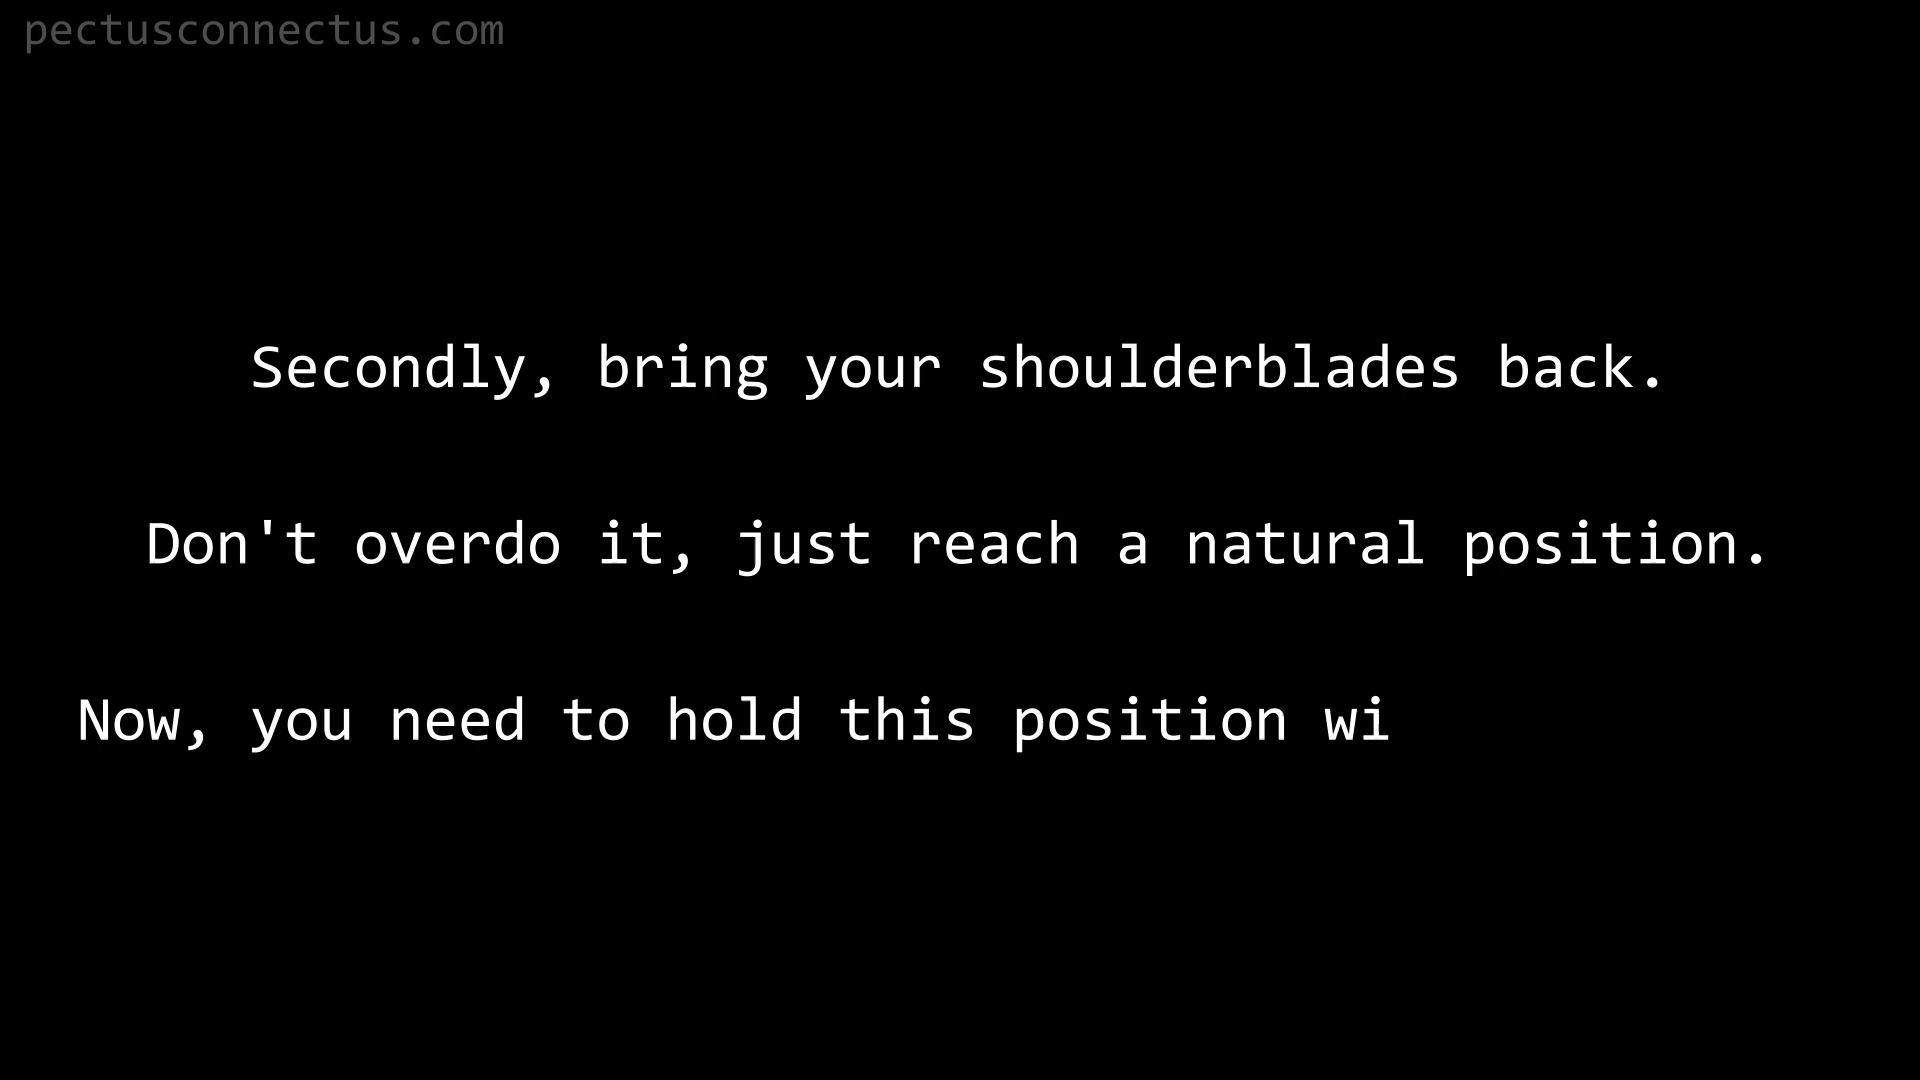 pectusconnectus.com
Secondly, bring your shoulderblades back.
Don't overdo it, just reach a natural position.
Now, you need to hold this position wi